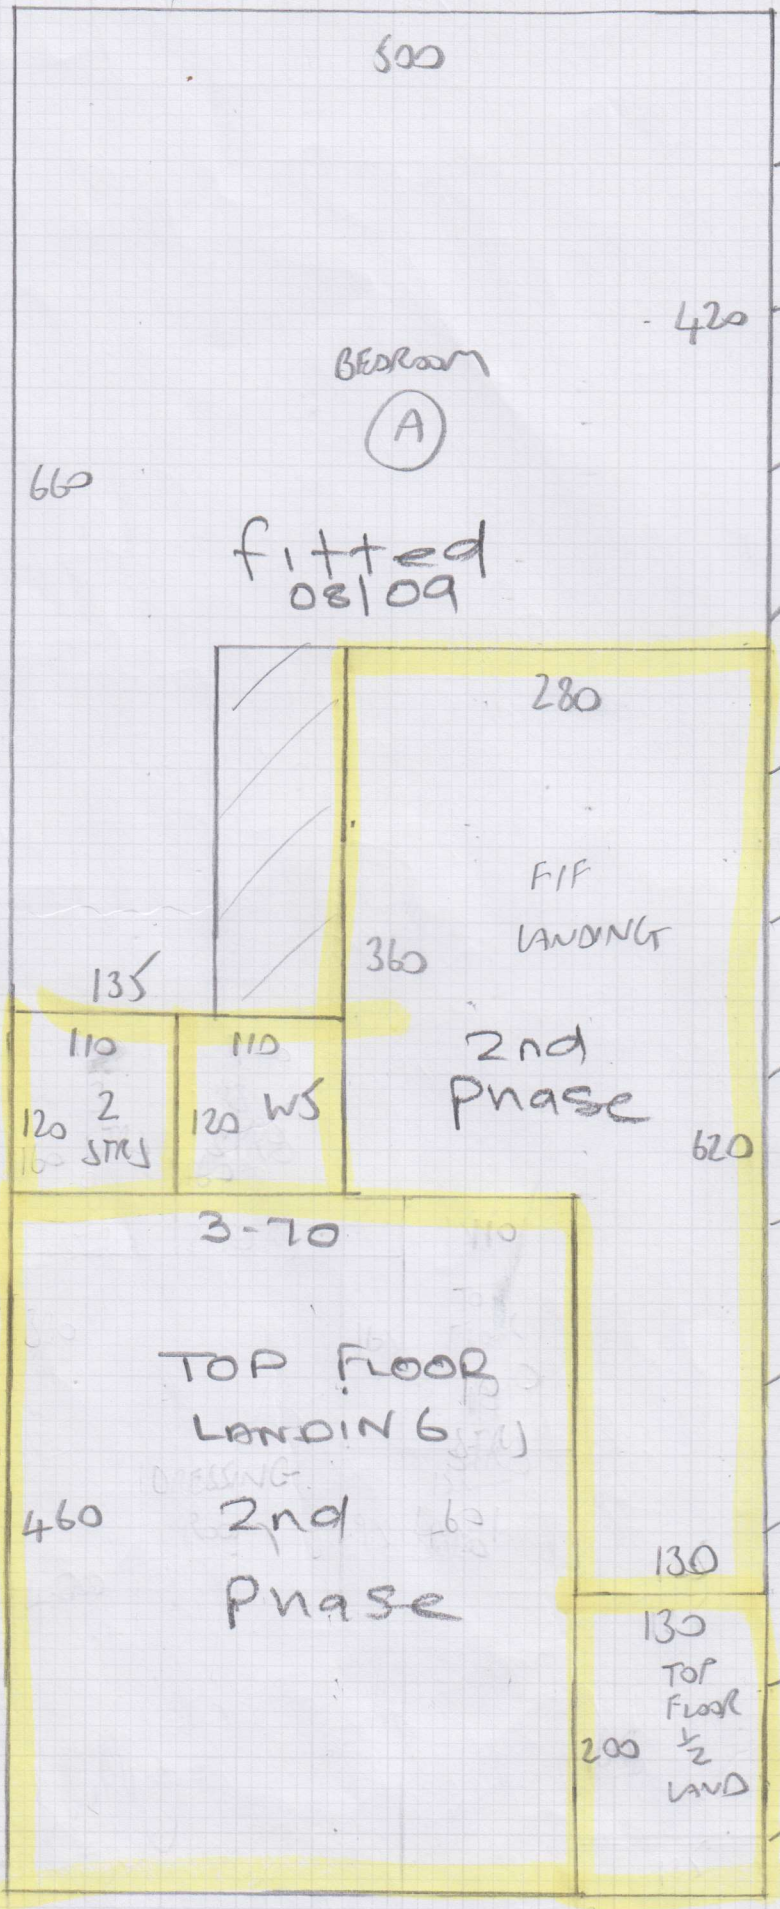 500
420
BEDROOM
A
660
fitted
08/09
280
F/F
LANDING
360
135
2nd
Phase
110
110
120
2
STRS
120
W5
620
3-70
TOP FLOOR
LANDING
460
2nd
Phase
130
130
TOP
FLOOR
1/2
LAND
200